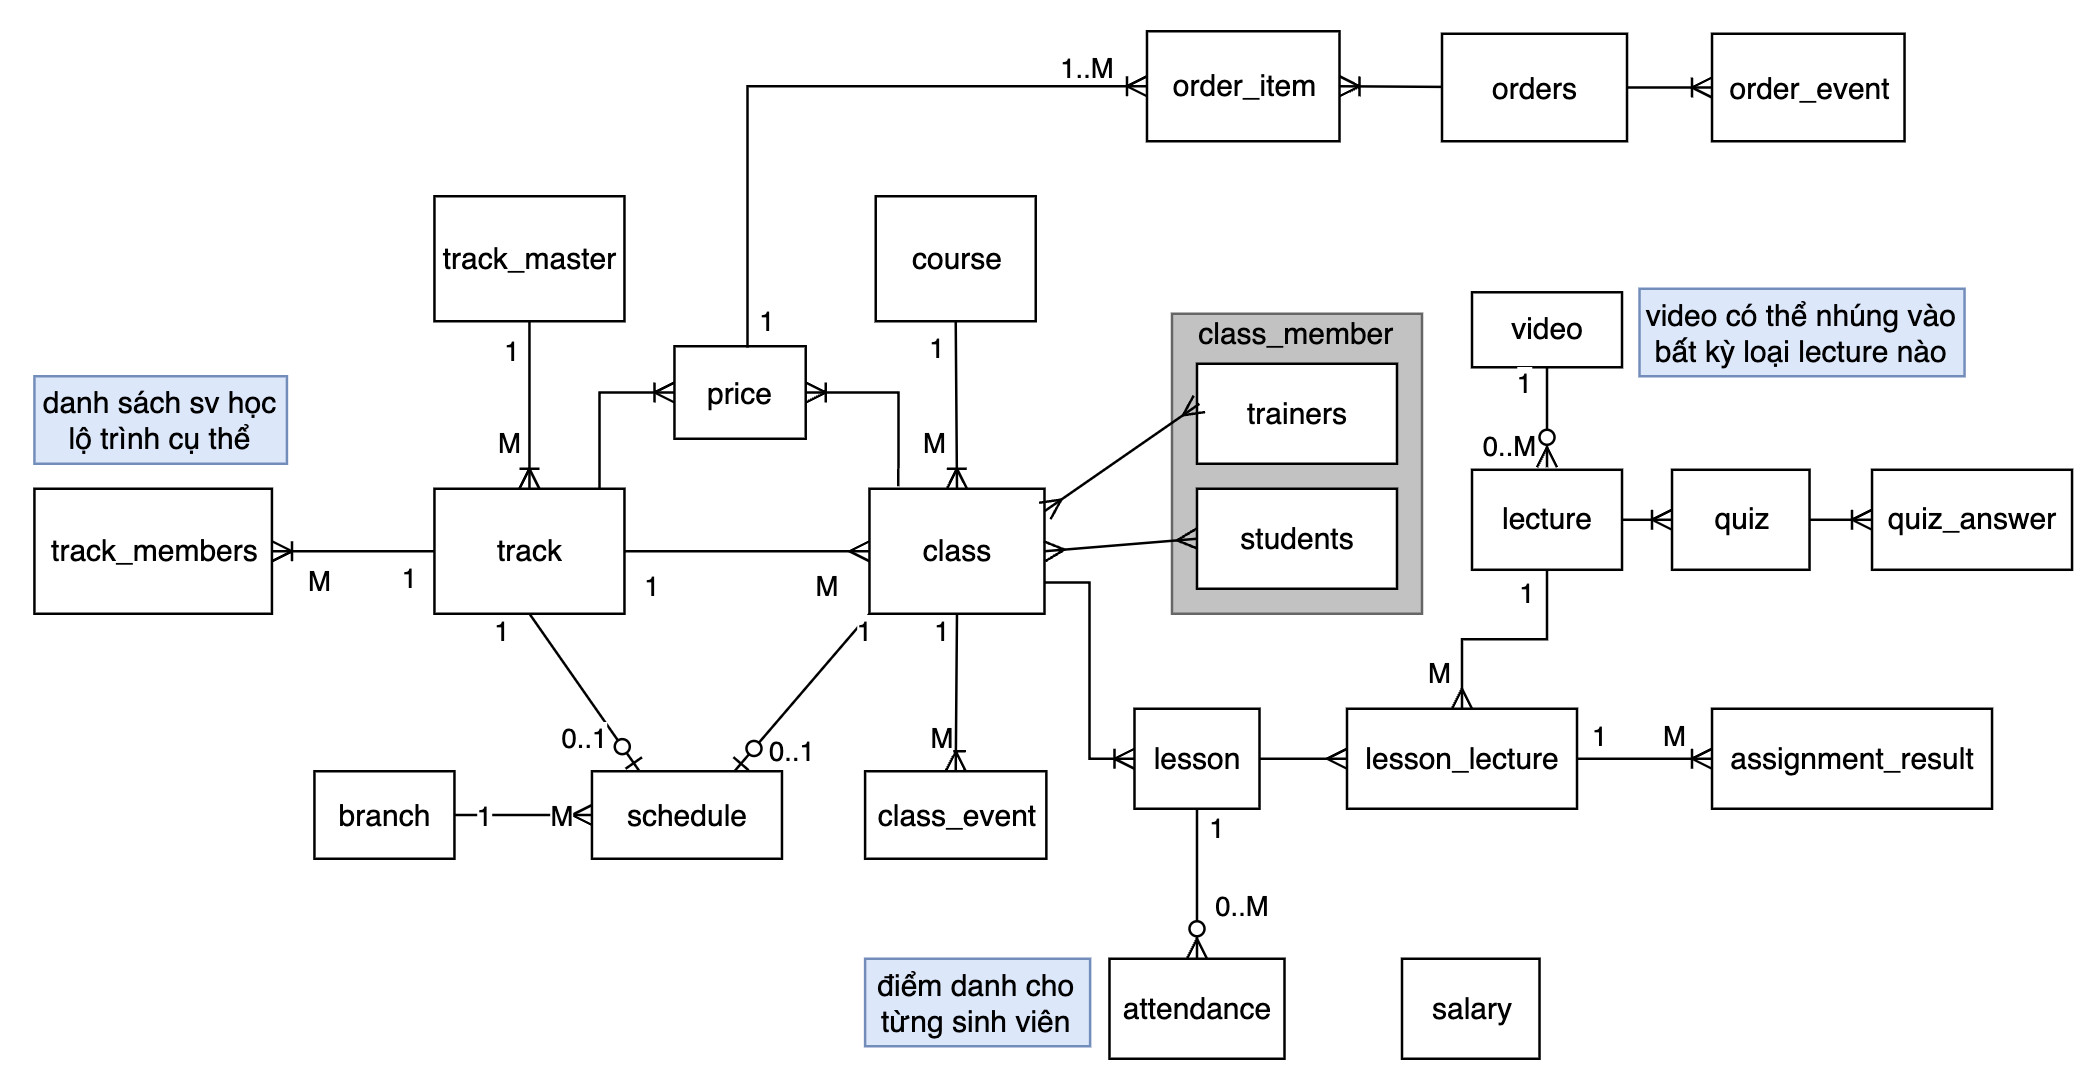 1..M
order_item
orders
order_event
track_master
course
1
1
1
class_member
video
video có thể nhúng vào
bất kỳ loại lecture nào
1
danh sách sv học
lộ trình cụ thể
price
trainers
M
M
0..M
track_members
track
class
students
lecture
quiz
quiz_answer
M
1
1
M
1
1
1
1
M
0..1
0..1
M
lesson
lesson_lecture
1
M
assignment_result
branch
1
M
schedule
class_event
1
0..M
điểm danh cho
từng sinh viên
attendance
salary